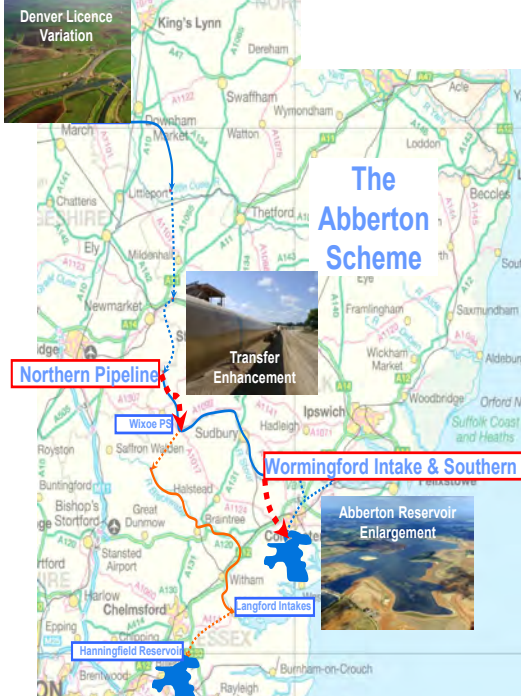 Denver Licence
Variation
King's Lynn
Dereham
Swaffham
Acle
Wymondham
Downham
Market
Watton
March
Loddon
The
Abberton
Scheme
Beccles
Littleport
Chatteris
Thetford
Ely
Mildenhall
Eye
Newmarket
Framlingham
Saxmundham
Transfer
Enhancement
Wickham
Market
Northern Pipeline
Woodbridge
Ipswich
Orford
Wixoe PS
Sudbury
Hadleigh
Suffolk Coast
and Heaths
Royston
Saffron Walden
Wormingford Intake & Southern
Felixstowe
Buntingford
Halstead
Abberton Reservoir
Enlargement
Bishop's
Stortford
Great
Dunmow
Braintree
Stansted
Airport
Witham
Harlow
Langford Intakes
Chelmsford
Epping
Hanningfield Reservoir
Burnham-on-Crouch
Brentwood
Rayleigh